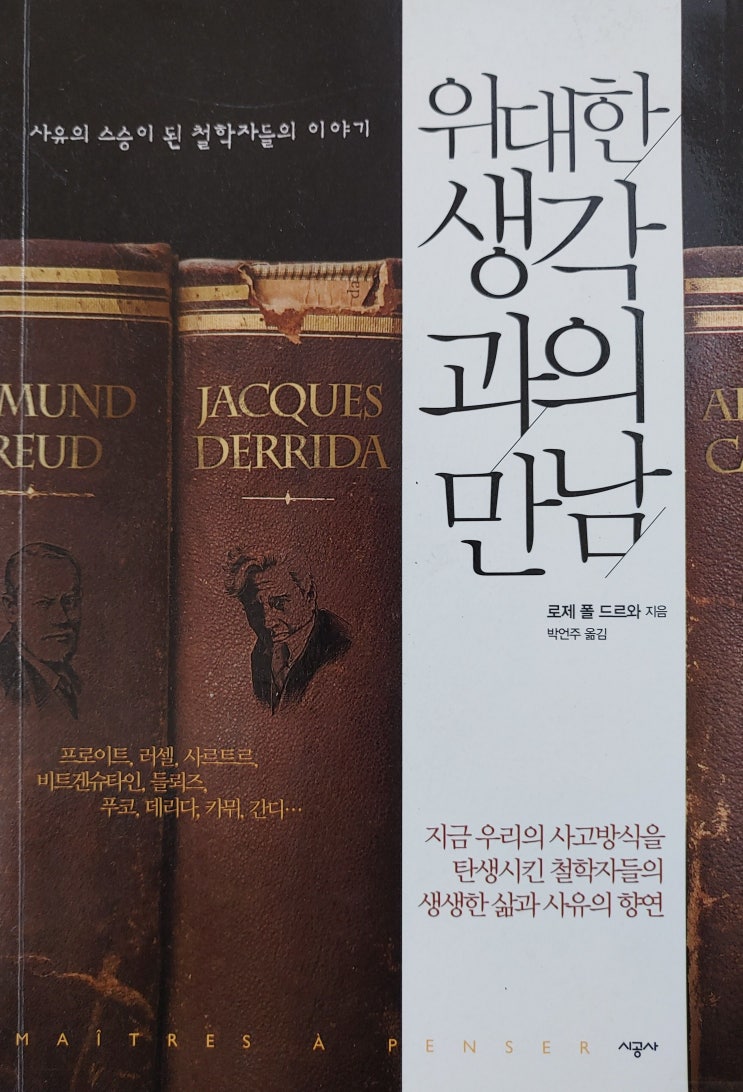 사유의 스승이 된 철학자들의 이야기
위대한
생각
과의
만남
로제 폴 드르와 지음
박언주 옮김
MUND
REUD
JACQUES
DERRIDA
프로이트, 러셀, 사르트르,
비트겐슈타인, 들뢰즈,
푸코, 데리다, 카뮈, 간디…
지금 우리의 사고방식을
탄생시킨 철학자들의
생생한 삶과 사유의 향연
MAÎTRES À PENSER
시공사